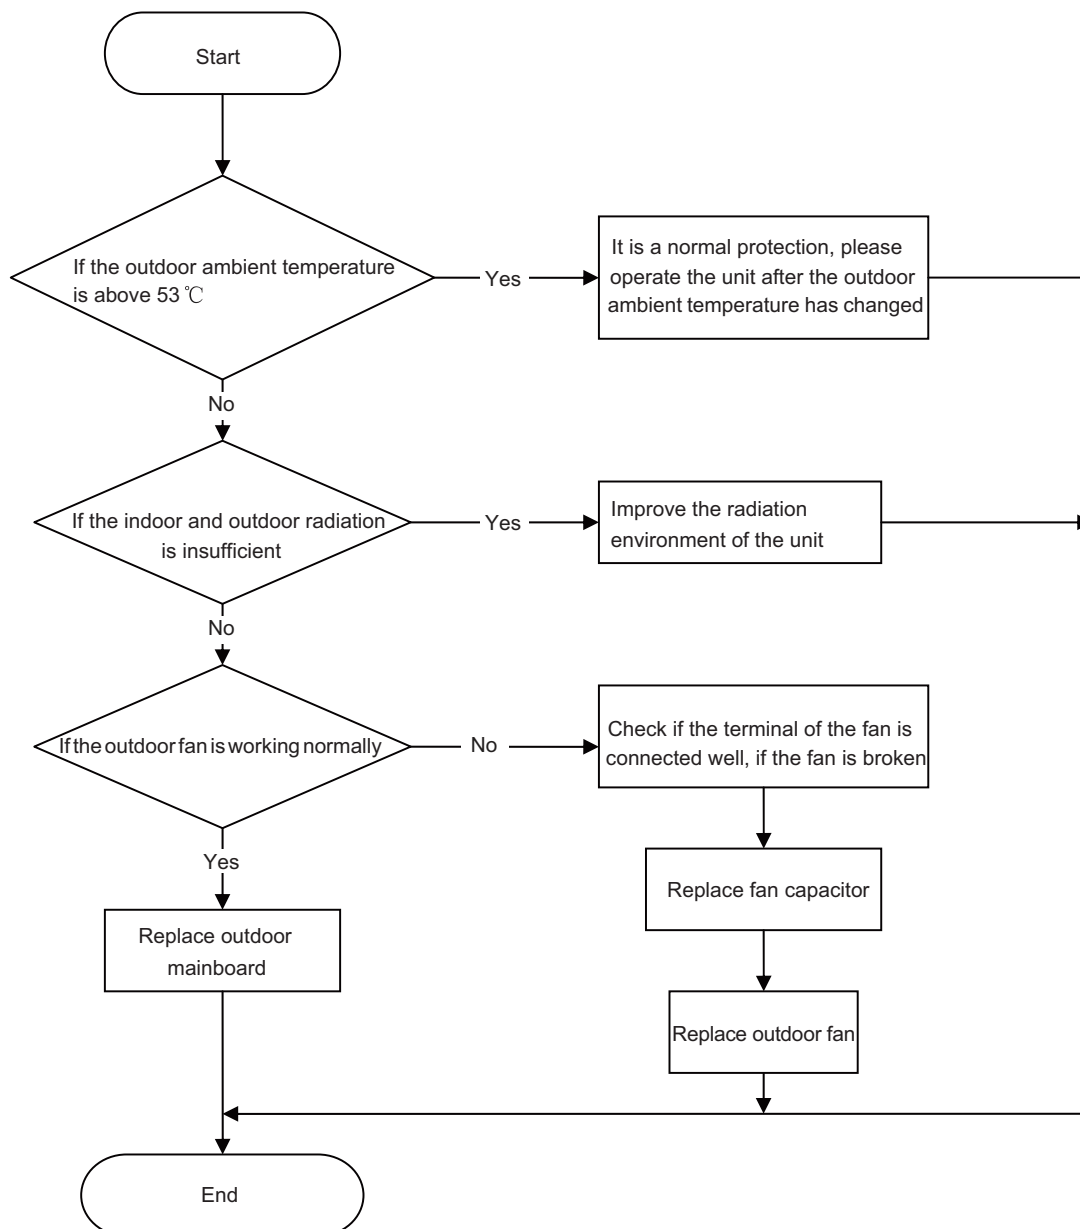 Start
If the outdoor ambient temperature
is above 53 ℃
Yes
It is a normal protection, please
operate the unit after the outdoor
ambient temperature has changed
No
If the indoor and outdoor radiation
is insufficient
Yes
Improve the radiation
environment of the unit
No
If the outdoor fan is working normally
No
Check if the terminal of the fan is
connected well, if the fan is broken
Yes
Replace fan capacitor
Replace outdoor
mainboard
Replace outdoor fan
End